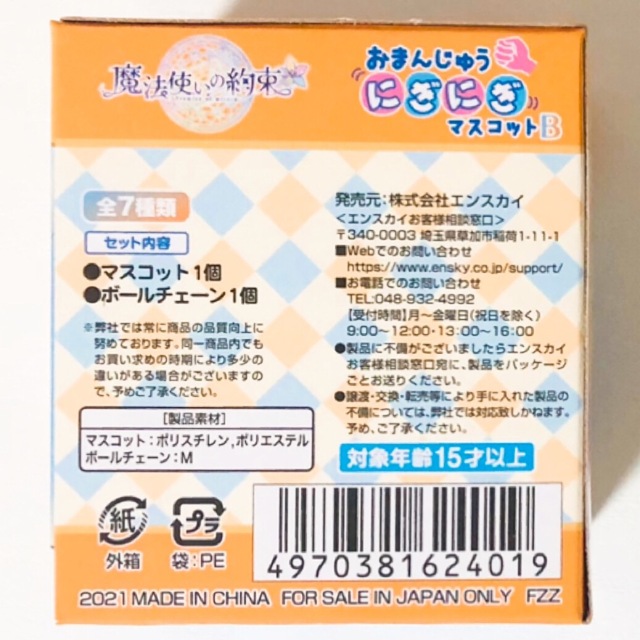 魔法使いの約束
PROMISE OF WIZARD
おまんじゅう
にぎにぎ
マスコットB
全7種類
セット内容
●マスコット1個
●ボールチェーン1個
※弊社では常に商品の品質向上に
努めております。同一商品内でも
お買い求めの時期により多少の
違いがある場合がございますの
で、予めご了承ください。
[製品素材]
マスコット:ポリスチレン,ポリエステル
ボールチェーン:M
発売元:株式会社エンスカイ
<エンスカイお客様相談窓口>
〒340-0003 埼玉県草加市稲荷1-11-1
■Webでのお問い合わせ
https://www.ensky.co.jp/support/
■お電話でのお問い合わせ
TEL:048-932-4992
[受付時間]月~金曜日(祝日を除く)
9:00~12:00・13:00~16:00
●製品に不備がございましたらエンスカイ
お客様相談窓口宛に、製品をパッケージ
ごとお送りください。
●譲渡・交換・転売等により手に入れた製品の
不備については、弊社では対応致しかねます。
予め、ご了承ください。
対象年齢15才以上
紙
外箱
プラ
袋:PE
4970381624019
2021 MADE IN CHINA FOR SALE IN JAPAN ONLY FZZ